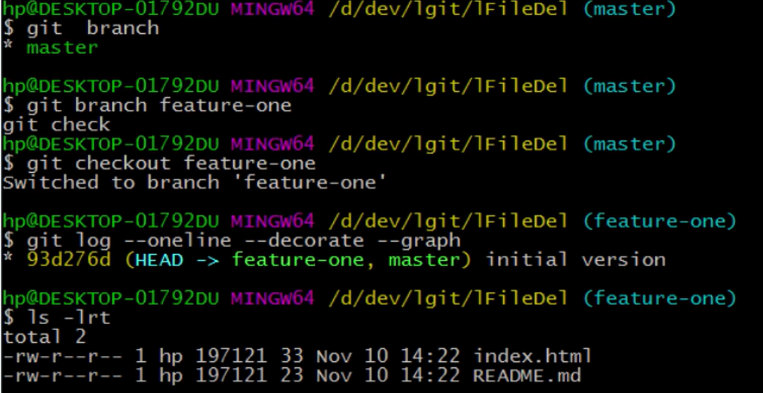 hp@DESKTOP-01792DU MINGW64 /d/dev/lgit/lFileDel (master)
$ git  branch
* master
hp@DESKTOP-01792DU MINGW64 /d/dev/lgit/lFileDel (master)
$ git branch feature-one
git check
hp@DESKTOP-01792DU MINGW64 /d/dev/lgit/lFileDel (master)
$ git checkout feature-one
Switched to branch 'feature-one'
hp@DESKTOP-01792DU MINGW64 /d/dev/lgit/lFileDel (feature-one)
$ git log --oneline --decorate --graph
* 93d276d (HEAD -> feature-one, master) initial version
hp@DESKTOP-01792DU MINGW64 /d/dev/lgit/lFileDel (feature-one)
$ ls -lrt
total 2
-rw-r--r-- 1 hp 197121 33 Nov 10 14:22 index.html
-rw-r--r-- 1 hp 197121 23 Nov 10 14:22 README.md